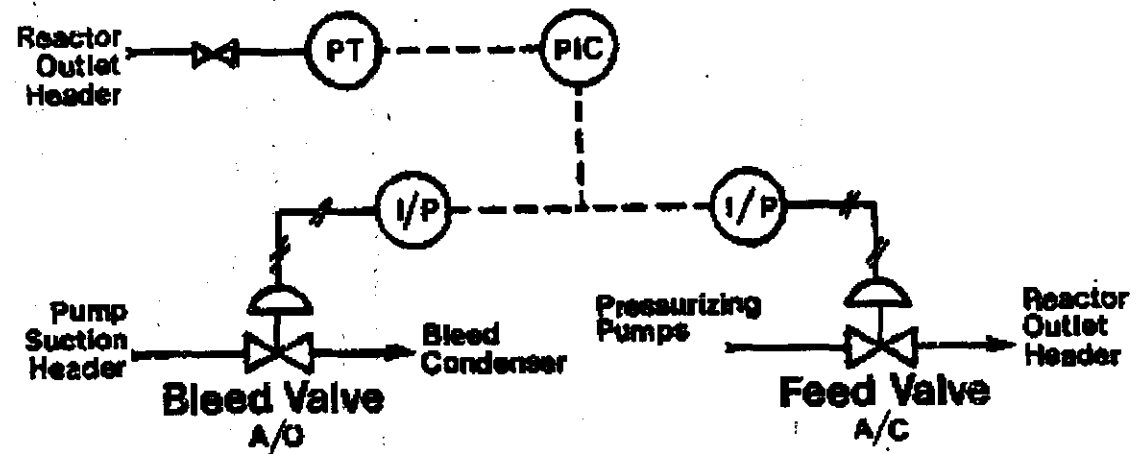 Reactor
Outlet
Header
PT
PIC
I/P
I/P
Pump
Suction
Header
Bleed
Condenser
Pressurizing
Pumps
Reactor
Outlet
Header
Bleed Valve
A/O
Feed Valve
A/C